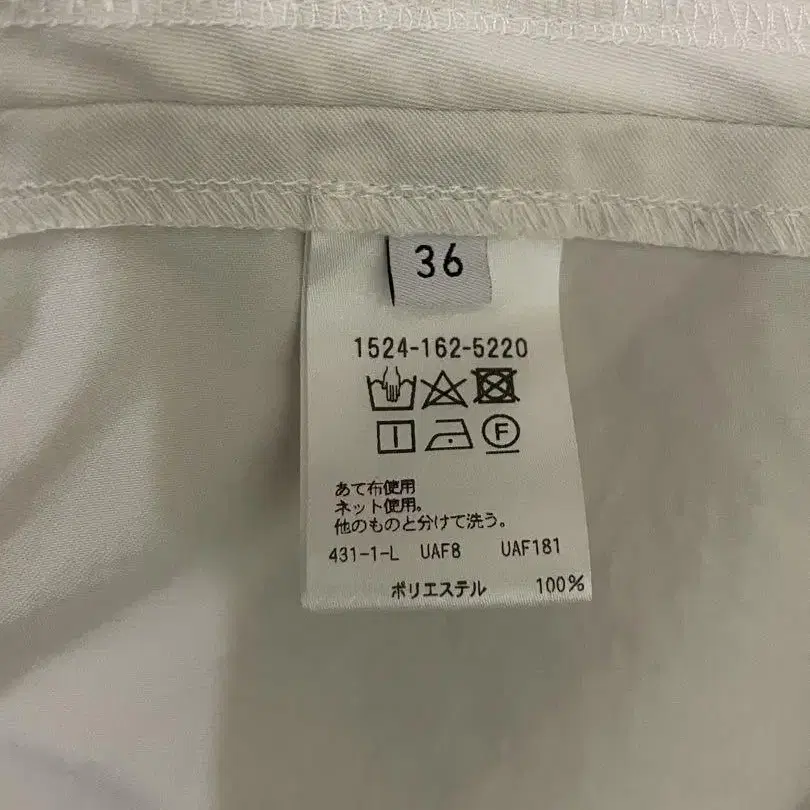 36
1524-162-5220
F
あて布使用
ネット使用。
他のものと分けて洗う。
431-1-L UAF8 UAF181
ポリエステル 100%